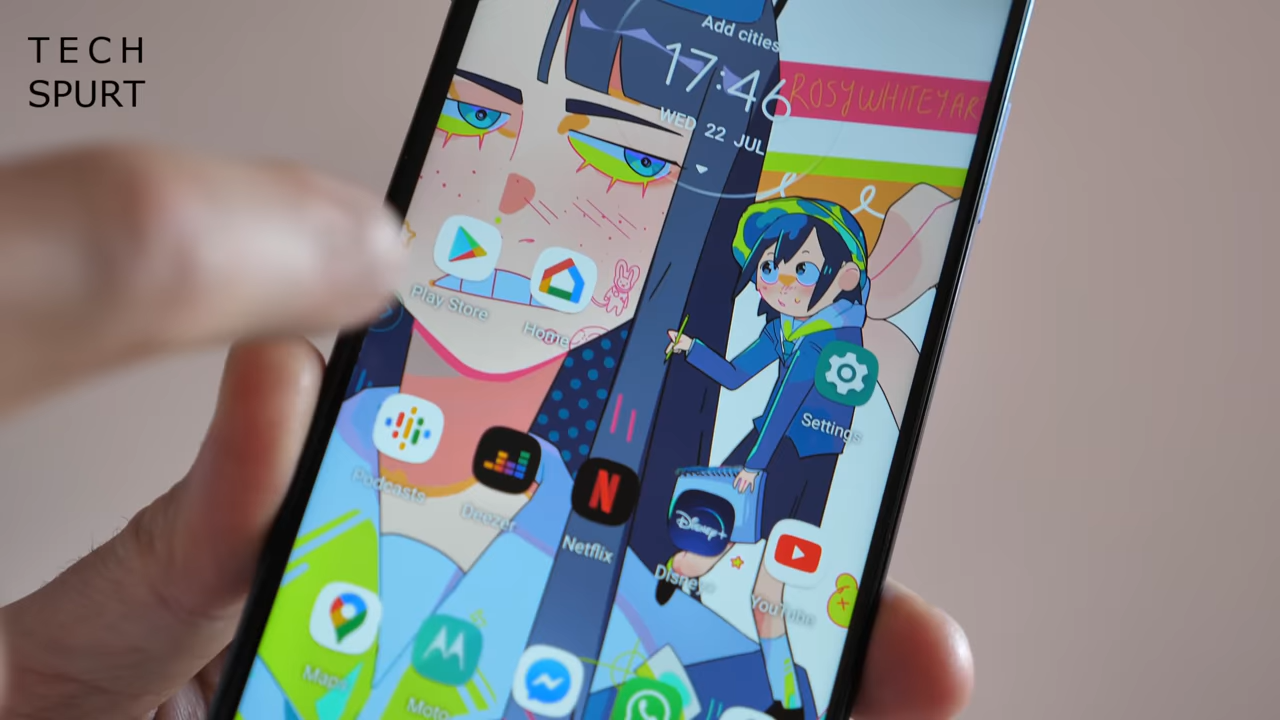 TECH
SPURT
Add cities
17:46
WED 22 JUL
ROSYWHITEYAR
Play Store
Home
Settings
Podcasts
Deezer
Netflix
Disney+
Disney+
YouTube
Maps
Moto